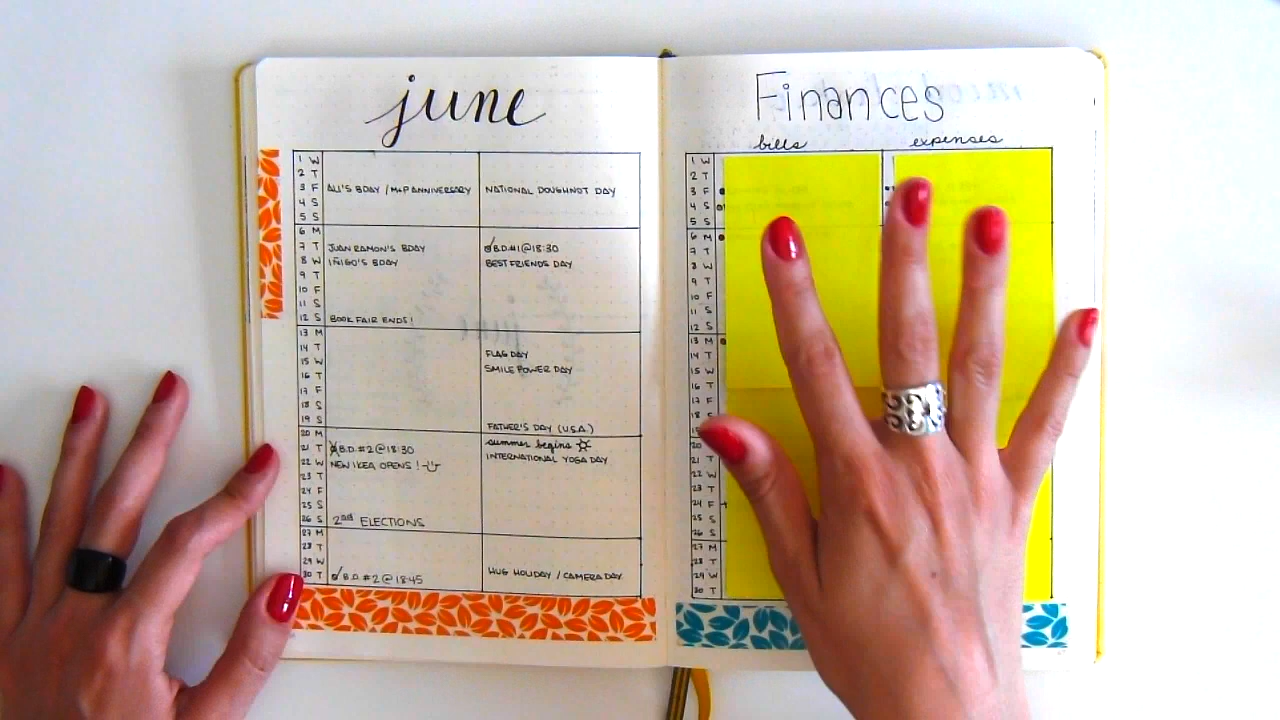 june
1 W
2 T
3 F ALI'S BDAY / M+P ANNIVERSARY NATIONAL DOUGHNUT DAY
4 S
5 S
6 M
7 T JUAN RAMON'S BDAY B.D.#1@18:30
8 W IÑIGO'S BDAY BEST FRIENDS DAY
9 T
10 F
11 S
12 S BOOK FAIR ENDS!
13 M
14 T FLAG DAY
15 W SMILE POWER DAY
16 T
17 F
18 S
19 S FATHER'S DAY (U.S.A.)
20 M summer begins
21 T B.D.#2@18:30 INTERNATIONAL YOGA DAY
22 W NEW IKEA OPENS!
23 T
24 F
25 S
26 S 2ND ELECTIONS
27 M
28 T
29 W
30 T B.D.#2@18:45 HUG HOLIDAY / CAMERA DAY
Finances
bills expenses
1 W
2 T
3 F
4 S
5 S
6 M
7 T
8 W
9 T
10 F
11 S
12 S
13 M
14 T
15 W
16 T
17 F
18 S
20
21 T
22 W
23 T
24 F
25 S
26 S
27 M
28 T
29 W
30 T